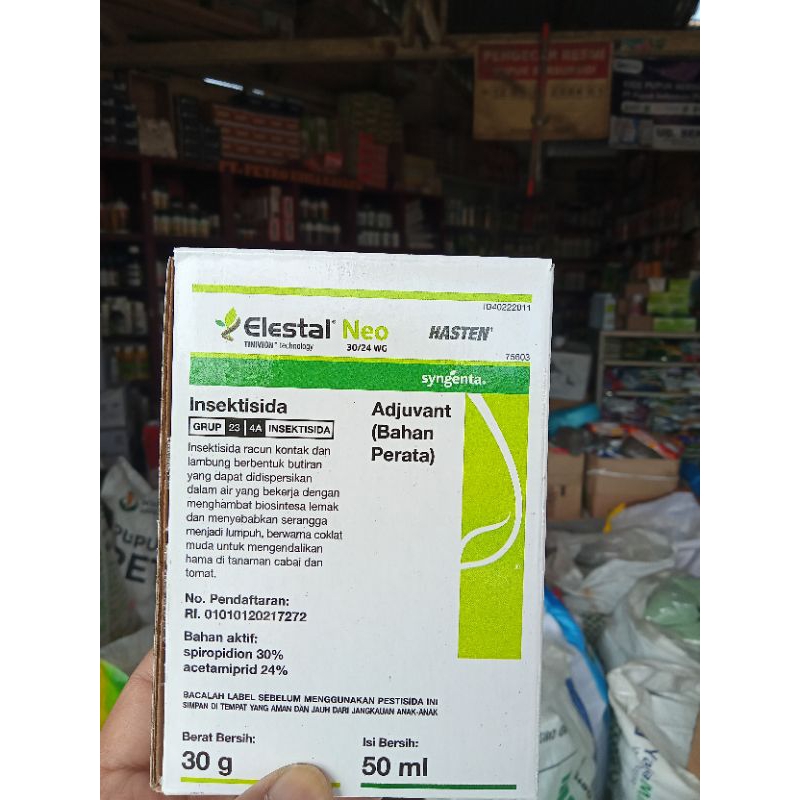 ID40222011
Elestal® Neo
TINIVION™ technology
30/24 WG
HASTEN®
75603
syngenta.
Insektisida
GRUP 23 4A INSEKTISIDA
Insektisida racun kontak dan
lambung berbentuk butiran
yang dapat didispersikan
dalam air yang bekerja dengan
menghambat biosintesa lemak
dan menyebabkan serangga
menjadi lumpuh, berwarna coklat
muda untuk mengendalikan
hama di tanaman cabai dan
tomat.
Adjuvant
(Bahan
Perata)
No. Pendaftaran:
RI. 01010120217272
Bahan aktif:
spiropidion 30%
acetamiprid 24%
BACALAH LABEL SEBELUM MENGGUNAKAN PESTISIDA INI
SIMPAN DI TEMPAT YANG AMAN DAN JAUH DARI JANGKAUAN ANAK-ANAK
Berat Bersih:
30 g
Isi Bersih:
50 ml